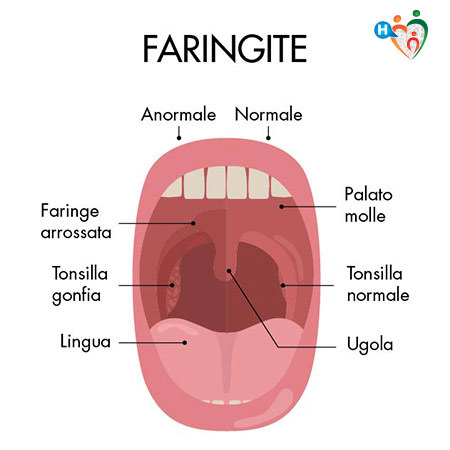 H
FARINGITE
Anormale
Normale
Faringe
arrossata
Palato
molle
Tonsilla
gonfia
Tonsilla
normale
Lingua
Ugola